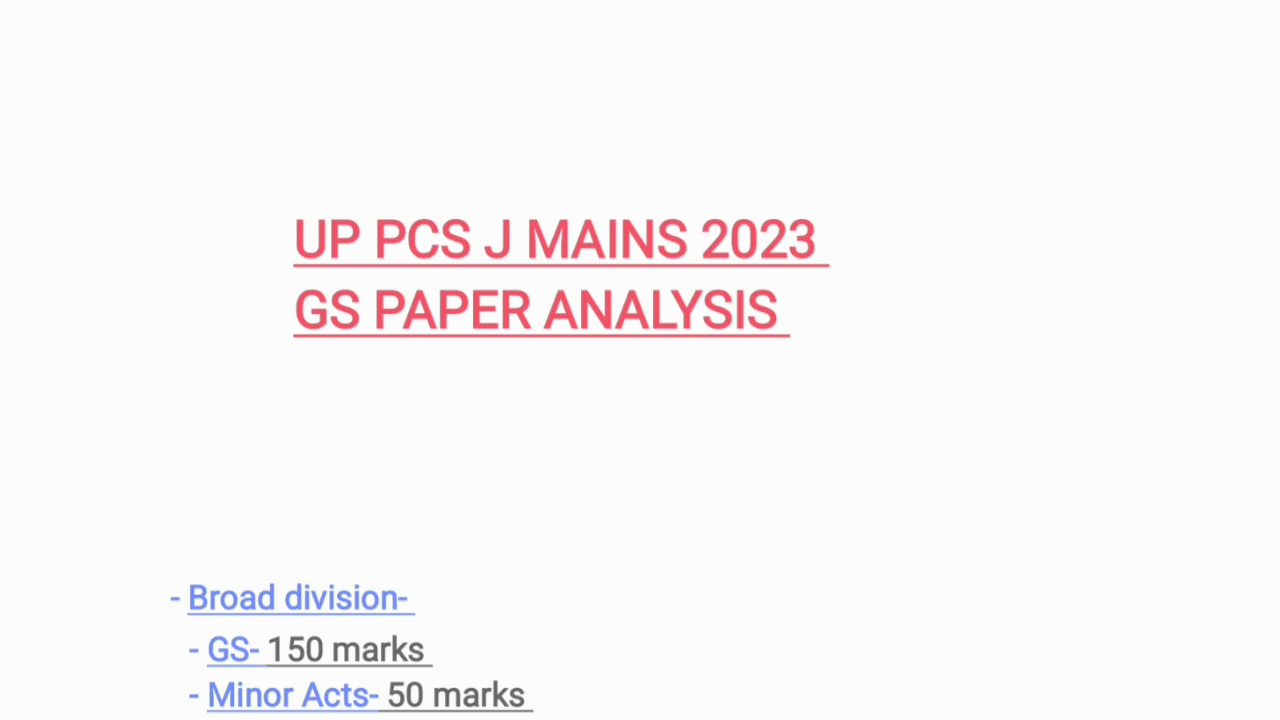 UP PCS J MAINS 2023
GS PAPER ANALYSIS
- Broad division-
- GS- 150 marks
- Minor Acts- 50 marks